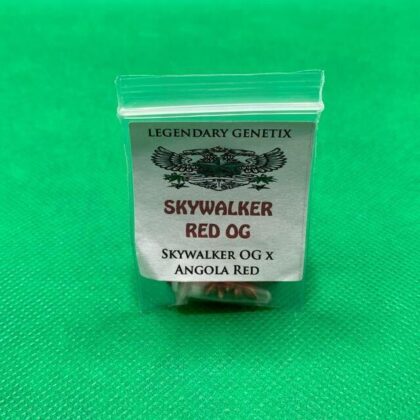 LEGENDARY GENETIX
SKYWALKER
RED OG
SKYWALKER OG X
ANGOLA RED